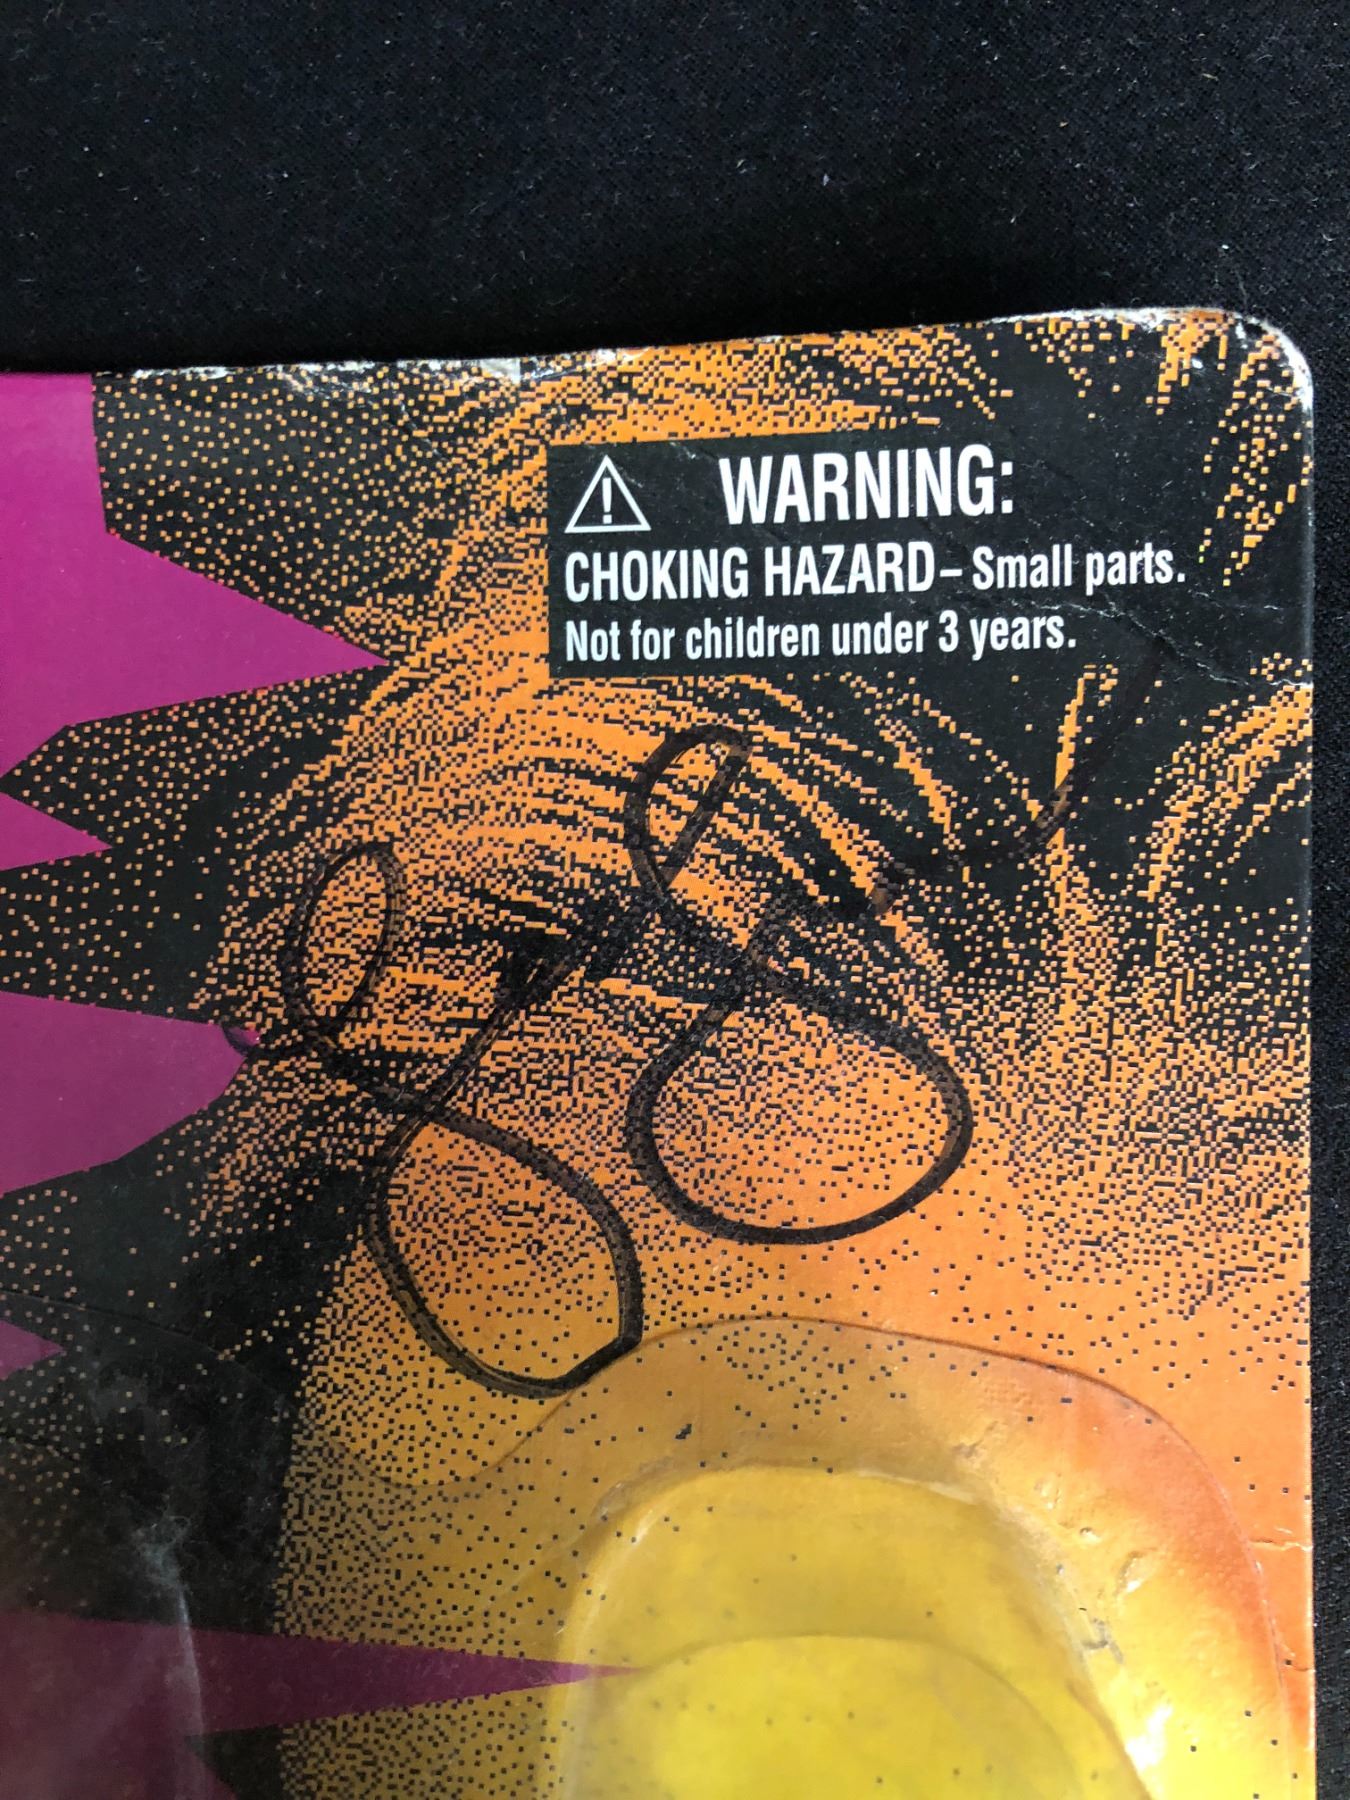 WARNING:
CHOKING HAZARD – Small parts.
Not for children under 3 years.